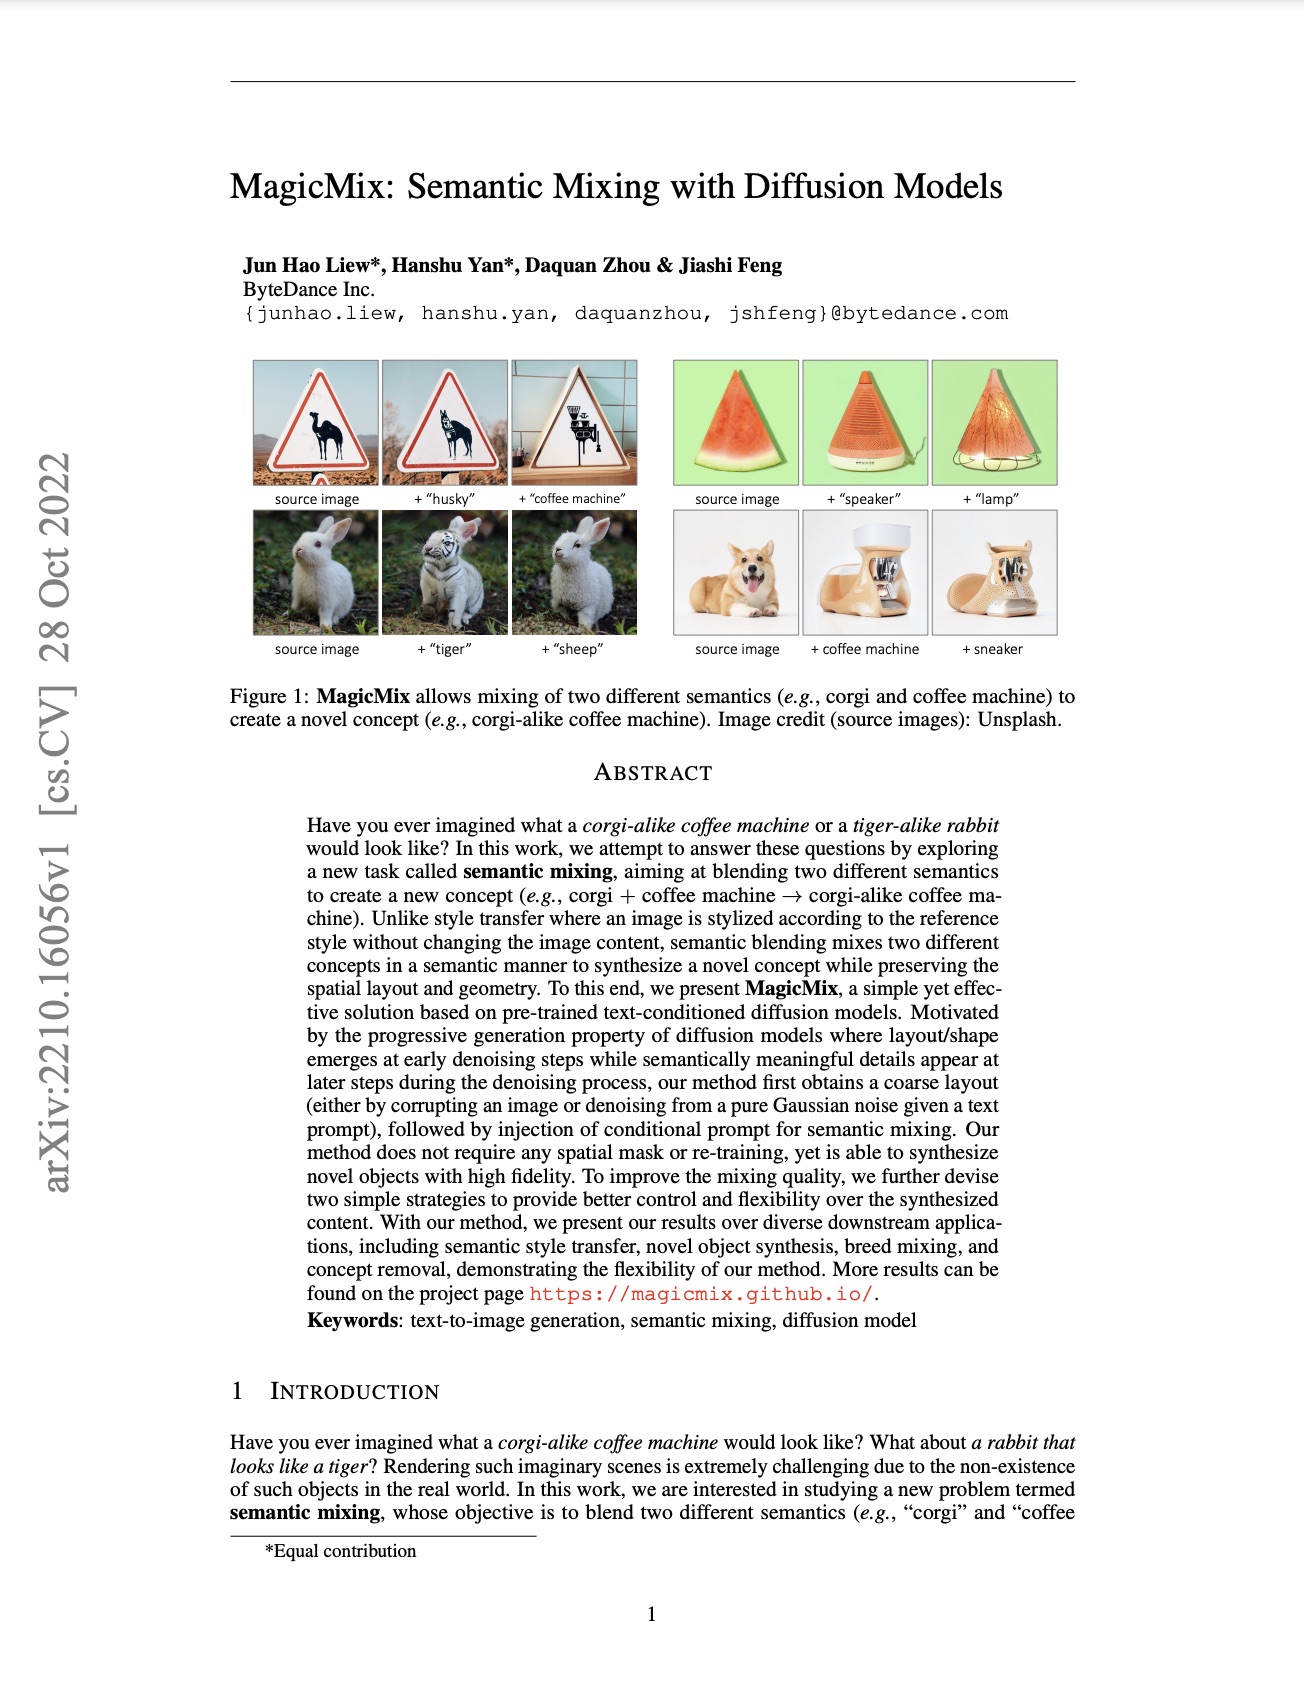 MagicMix: Semantic Mixing with Diffusion Models
Jun Hao Liew*, Hanshu Yan*, Daquan Zhou & Jiashi Feng
ByteDance Inc.
{junhao.liew, hanshu.yan, daquanzhou, jshfeng}@bytedance.com
source image + “husky” + “coffee machine” source image + “speaker” + “lamp”
source image + “tiger” + “sheep” source image + coffee machine + sneaker
Figure 1: MagicMix allows mixing of two different semantics (e.g., corgi and coffee machine) to
create a novel concept (e.g., corgi-alike coffee machine). Image credit (source images): Unsplash.
ABSTRACT
Have you ever imagined what a corgi-alike coffee machine or a tiger-alike rabbit
would look like? In this work, we attempt to answer these questions by exploring
a new task called semantic mixing, aiming at blending two different semantics
to create a new concept (e.g., corgi + coffee machine → corgi-alike coffee ma-
chine). Unlike style transfer where an image is stylized according to the reference
style without changing the image content, semantic blending mixes two different
concepts in a semantic manner to synthesize a novel concept while preserving the
spatial layout and geometry. To this end, we present MagicMix, a simple yet effec-
tive solution based on pre-trained text-conditioned diffusion models. Motivated
by the progressive generation property of diffusion models where layout/shape
emerges at early denoising steps while semantically meaningful details appear at
later steps during the denoising process, our method first obtains a coarse layout
(either by corrupting an image or denoising from a pure Gaussian noise given a text
prompt), followed by injection of conditional prompt for semantic mixing. Our
method does not require any spatial mask or re-training, yet is able to synthesize
novel objects with high fidelity. To improve the mixing quality, we further devise
two simple strategies to provide better control and flexibility over the synthesized
content. With our method, we present our results over diverse downstream applica-
tions, including semantic style transfer, novel object synthesis, breed mixing, and
concept removal, demonstrating the flexibility of our method. More results can be
found on the project page https://magicmix.github.io/.
Keywords: text-to-image generation, semantic mixing, diffusion model
1 INTRODUCTION
Have you ever imagined what a corgi-alike coffee machine would look like? What about a rabbit that
looks like a tiger? Rendering such imaginary scenes is extremely challenging due to the non-existence
of such objects in the real world. In this work, we are interested in studying a new problem termed
semantic mixing, whose objective is to blend two different semantics (e.g., “corgi” and “coffee
*Equal contribution
1
arXiv:2210.16056v1 [cs.CV] 28 Oct 2022